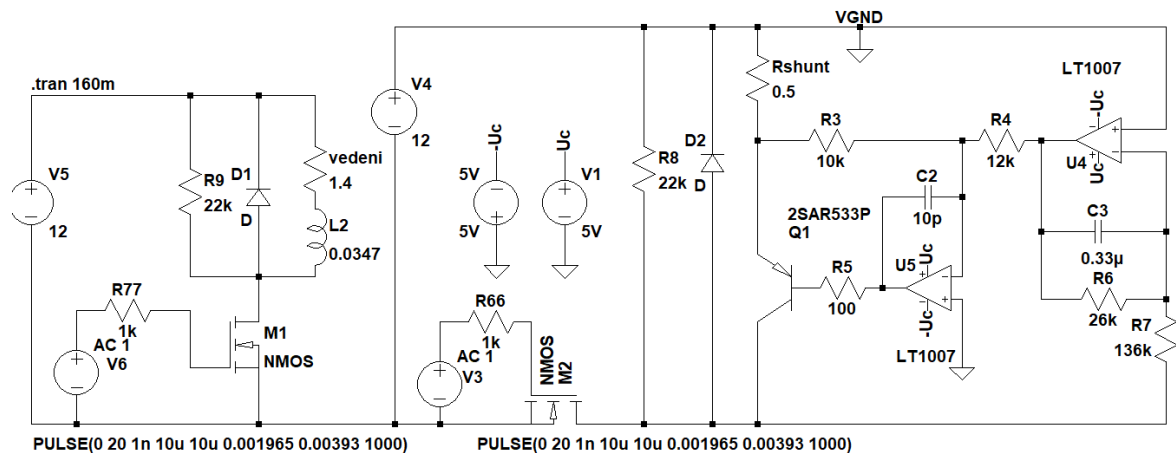 VGND
.tran 160m
V4
12
Rshunt
0.5
LT1007
-Uc
U4
Uc
R3
10k
R4
12k
vedeni
1.4
D1
D
R9
22k
V5
12
L2
0.0347
-Uc
5V
5V
Uc
V1
5V
R8
22k
D2
D
C2
10p
C3
0.33µ
2SAR533P
Q1
R5
100
U5
Uc
-Uc
LT1007
R6
26k
R7
136k
R77
1k
AC 1
V6
M1
NMOS
R66
1k
AC 1
V3
NMOS
M2
PULSE(0 20 1n 10u 10u 0.001965 0.00393 1000)
PULSE(0 20 1n 10u 10u 0.001965 0.00393 1000)